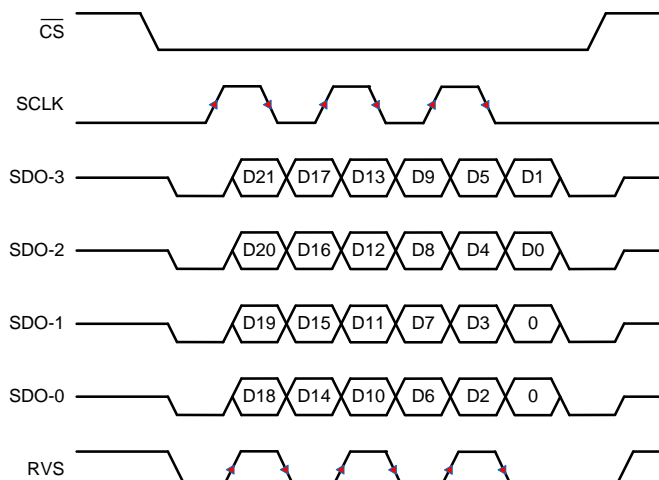 C̅S̅
SCLK
SDO-3 D21 D17 D13 D9 D5 D1
SDO-2 D20 D16 D12 D8 D4 D0
SDO-1 D19 D15 D11 D7 D3 0
SDO-0 D18 D14 D10 D6 D2 0
RVS